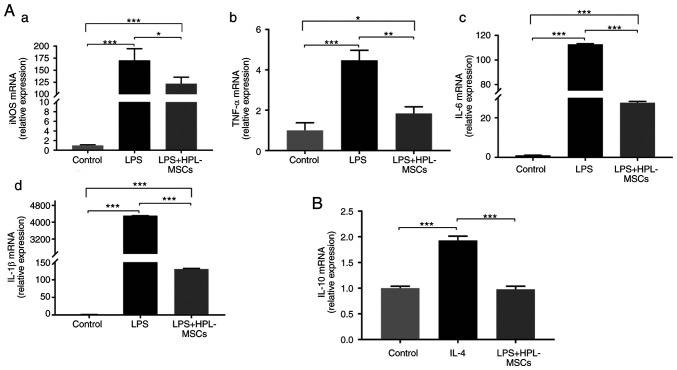 A
a
iNOS mRNA
(relative expression)
200
175
150
125
100
75
50
10
8
6
4
2
0
***
***
*
Control
LPS
LPS+HPL-
MSCs
b
TNF-α mRNA
(relative expression)
6
4
2
0
*
***
**
Control
LPS
LPS+HPL-
MSCs
c
IL-6 mRNA
(relative expression)
120
100
80
20
0
***
***
***
Control
LPS
LPS+HPL-
MSCs
d
IL-1β mRNA
(relative expression)
4800
4000
3200
150
100
50
0
***
***
***
Control
LPS
LPS+HPL-
MSCs
B
IL-10 mRNA
(relative expression)
2.5
2.0
1.5
1.0
0.5
0.0
***
***
Control
IL-4
LPS+HPL-
MSCs